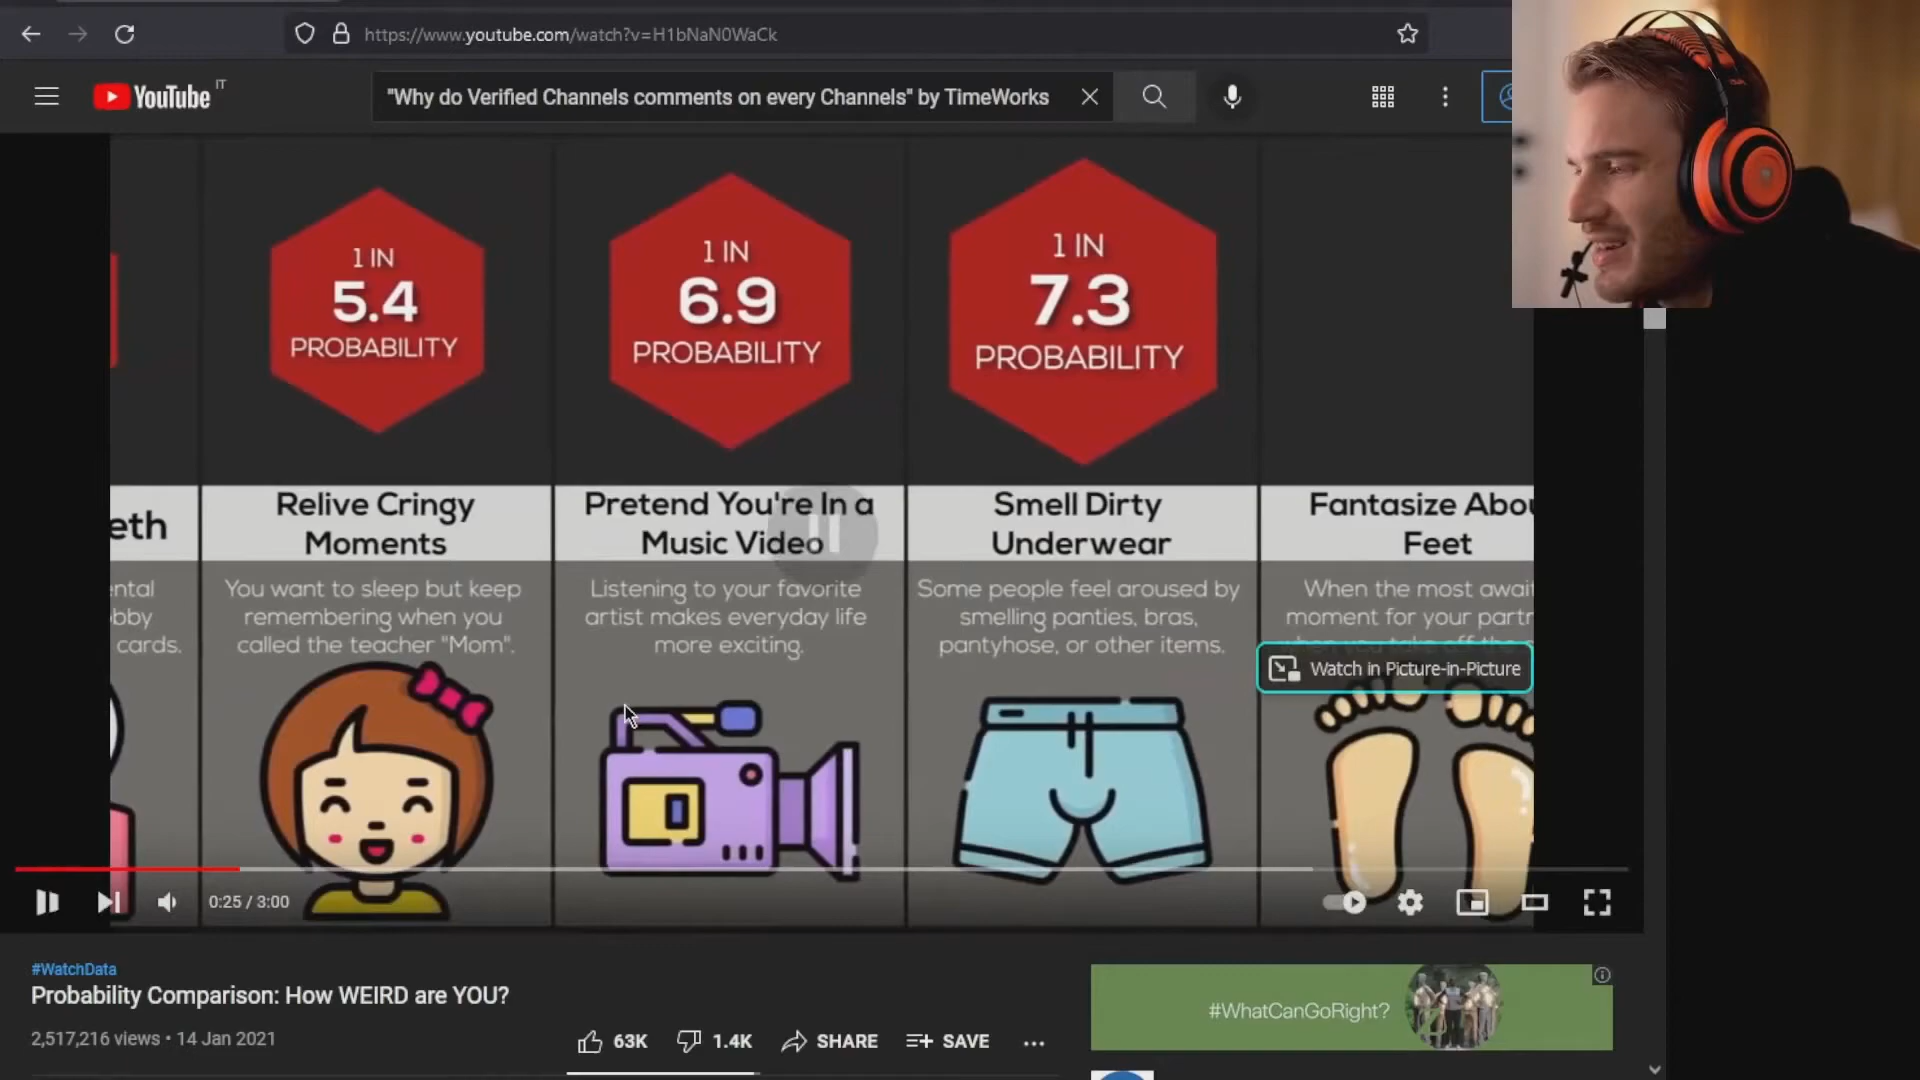 https://www.youtube.com/watch?v=H1bNaN0WaCk
YouTube IT
"Why do Verified Channels comments on every Channels" by TimeWorks
1 IN
5.4
PROBABILITY
1 IN
6.9
PROBABILITY
1 IN
7.3
PROBABILITY
eth
Relive Cringy
Moments
Pretend You're In a
Music Video
Smell Dirty
Underwear
Fantasize Abou
Feet
ental
bby
cards.
You want to sleep but keep
remembering when you
called the teacher "Mom".
Listening to your favorite
artist makes everyday life
more exciting.
Some people feel aroused by
smelling panties, bras,
pantyhose, or other items.
When the most await
moment for your partn
Watch in Picture-in-Picture
0:25 / 3:00
#WatchData
Probability Comparison: How WEIRD are YOU?
2,517,216 views • 14 Jan 2021
63K
1.4K
SHARE
SAVE
#WhatCanGoRight?